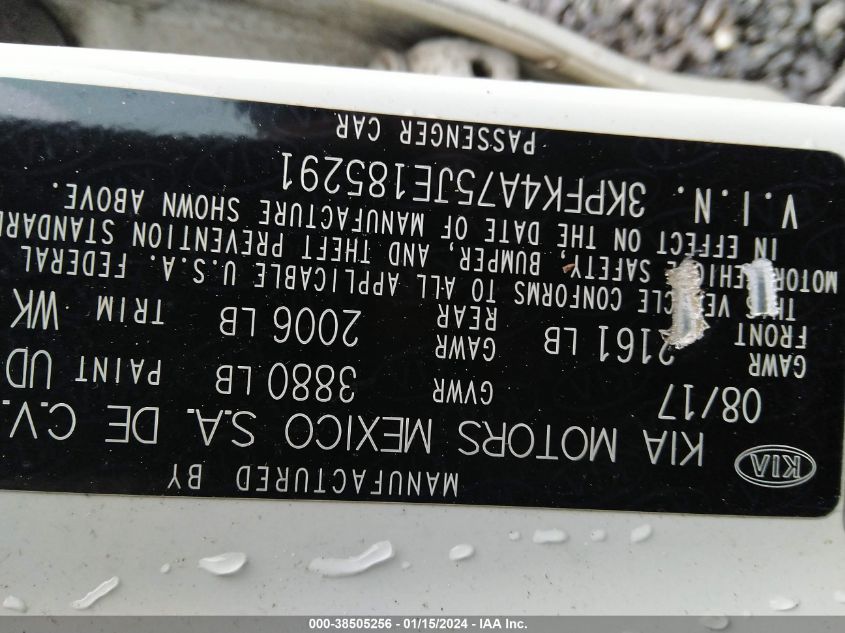 MANUFACTURED BY
KIA KIA MOTORS MEXICO S.A. DE C.V.
08/17 GVWR 3880 LB PAINT UD
GAWR FRONT 2161 LB GAWR REAR 2006 LB TRIM WK
THIS VEHICLE CONFORMS TO ALL APPLICABLE U.S.A. FEDERAL
MOTOR VEHICLE SAFETY, BUMPER, AND THEFT PREVENTION STANDARD
IN EFFECT ON THE DATE OF MANUFACTURE SHOWN ABOVE.
V.I.N. 3KPFK4A75JE185291
PASSENGER CAR
000-38505256 - 01/15/2024 - IAA Inc.